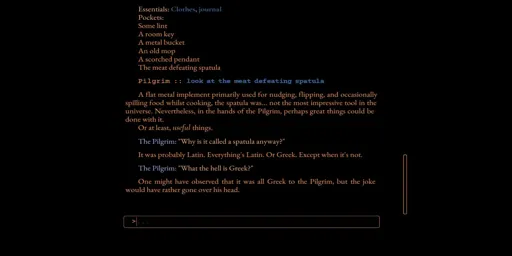 Essentials: Clothes, journal
Pockets:
Some lint
A room key
A metal bucket
An old mop
A scorched pendant
The meat defeating spatula
Pilgrim :: look at the meat defeating spatula
A flat metal implement primarily used for nudging, flipping, and occasionally
spilling food whilst cooking, the spatula was... not the most impressive tool in the
universe. Nevertheless, in the hands of the Pilgrim, perhaps great things could be
done with it.
Or at least, useful things.
The Pilgrim: "Why is it called a spatula anyway?"
It was probably Latin. Everything's Latin. Or Greek. Except when it's not.
The Pilgrim: "What the hell is Greek?"
One might have observed that it was all Greek to the Pilgrim, but the joke
would have rather gone over his head.
> ...